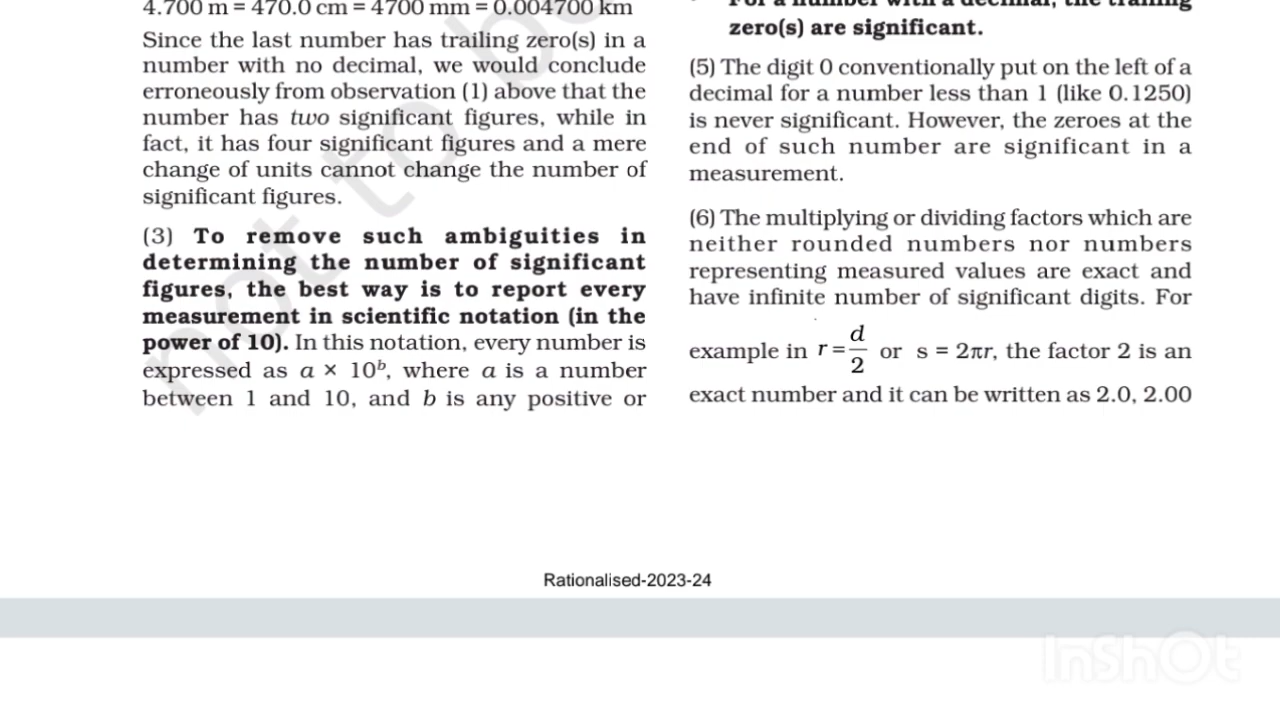 4.700 m = 470.0 cm = 4700 mm = 0.004700 km
Since the last number has trailing zero(s) in a
number with no decimal, we would conclude
erroneously from observation (1) above that the
number has two significant figures, while in
fact, it has four significant figures and a mere
change of units cannot change the number of
significant figures.
(3) To remove such ambiguities in
determining the number of significant
figures, the best way is to report every
measurement in scientific notation (in the
power of 10). In this notation, every number is
expressed as a × 10ᵇ, where a is a number
between 1 and 10, and b is any positive or
For a number with a decimal, the trailing
zero(s) are significant.
(5) The digit 0 conventionally put on the left of a
decimal for a number less than 1 (like 0.1250)
is never significant. However, the zeroes at the
end of such number are significant in a
measurement.
(6) The multiplying or dividing factors which are
neither rounded numbers nor numbers
representing measured values are exact and
have infinite number of significant digits. For
example in r = d/2 or s = 2πr, the factor 2 is an
exact number and it can be written as 2.0, 2.00
Rationalised-2023-24
not to be
InShOt